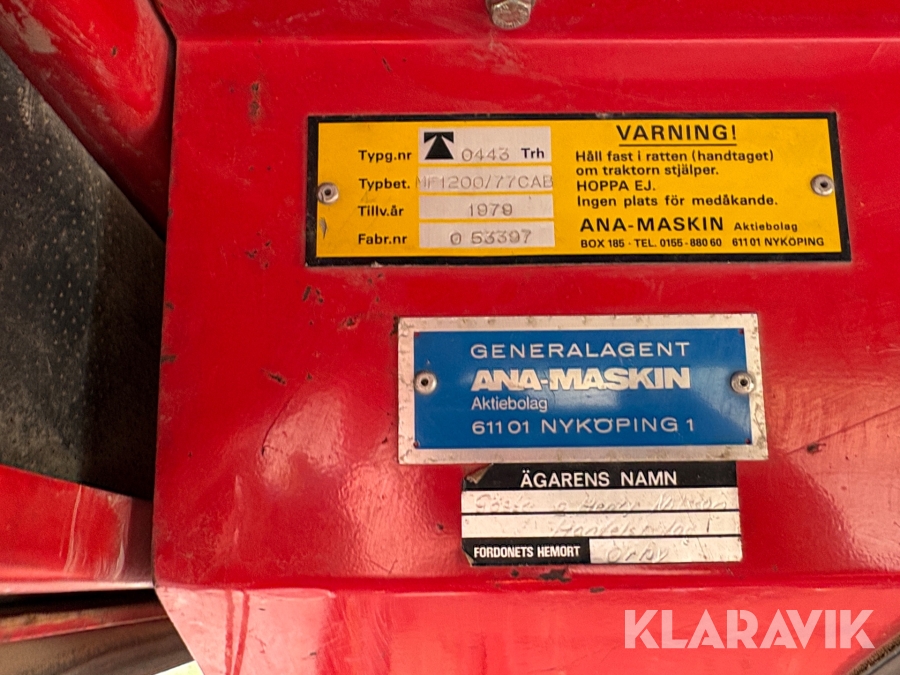 Typg.nr 0443 Trh
Typbet. MF1200/77CAB
Tillv.år 1979
Fabr.nr 0 53397
VARNING!
Håll fast i ratten (handtaget)
om traktorn stjälper.
HOPPA EJ.
Ingen plats för medåkande.
ANA-MASKIN Aktiebolag
BOX 185 - TEL. 0155-880 60 611 01 NYKÖPING
GENERALAGENT
ANA-MASKIN
Aktiebolag
611 01 NYKÖPING 1
ÄGARENS NAMN
FORDONETS HEMORT
KLARAVIK